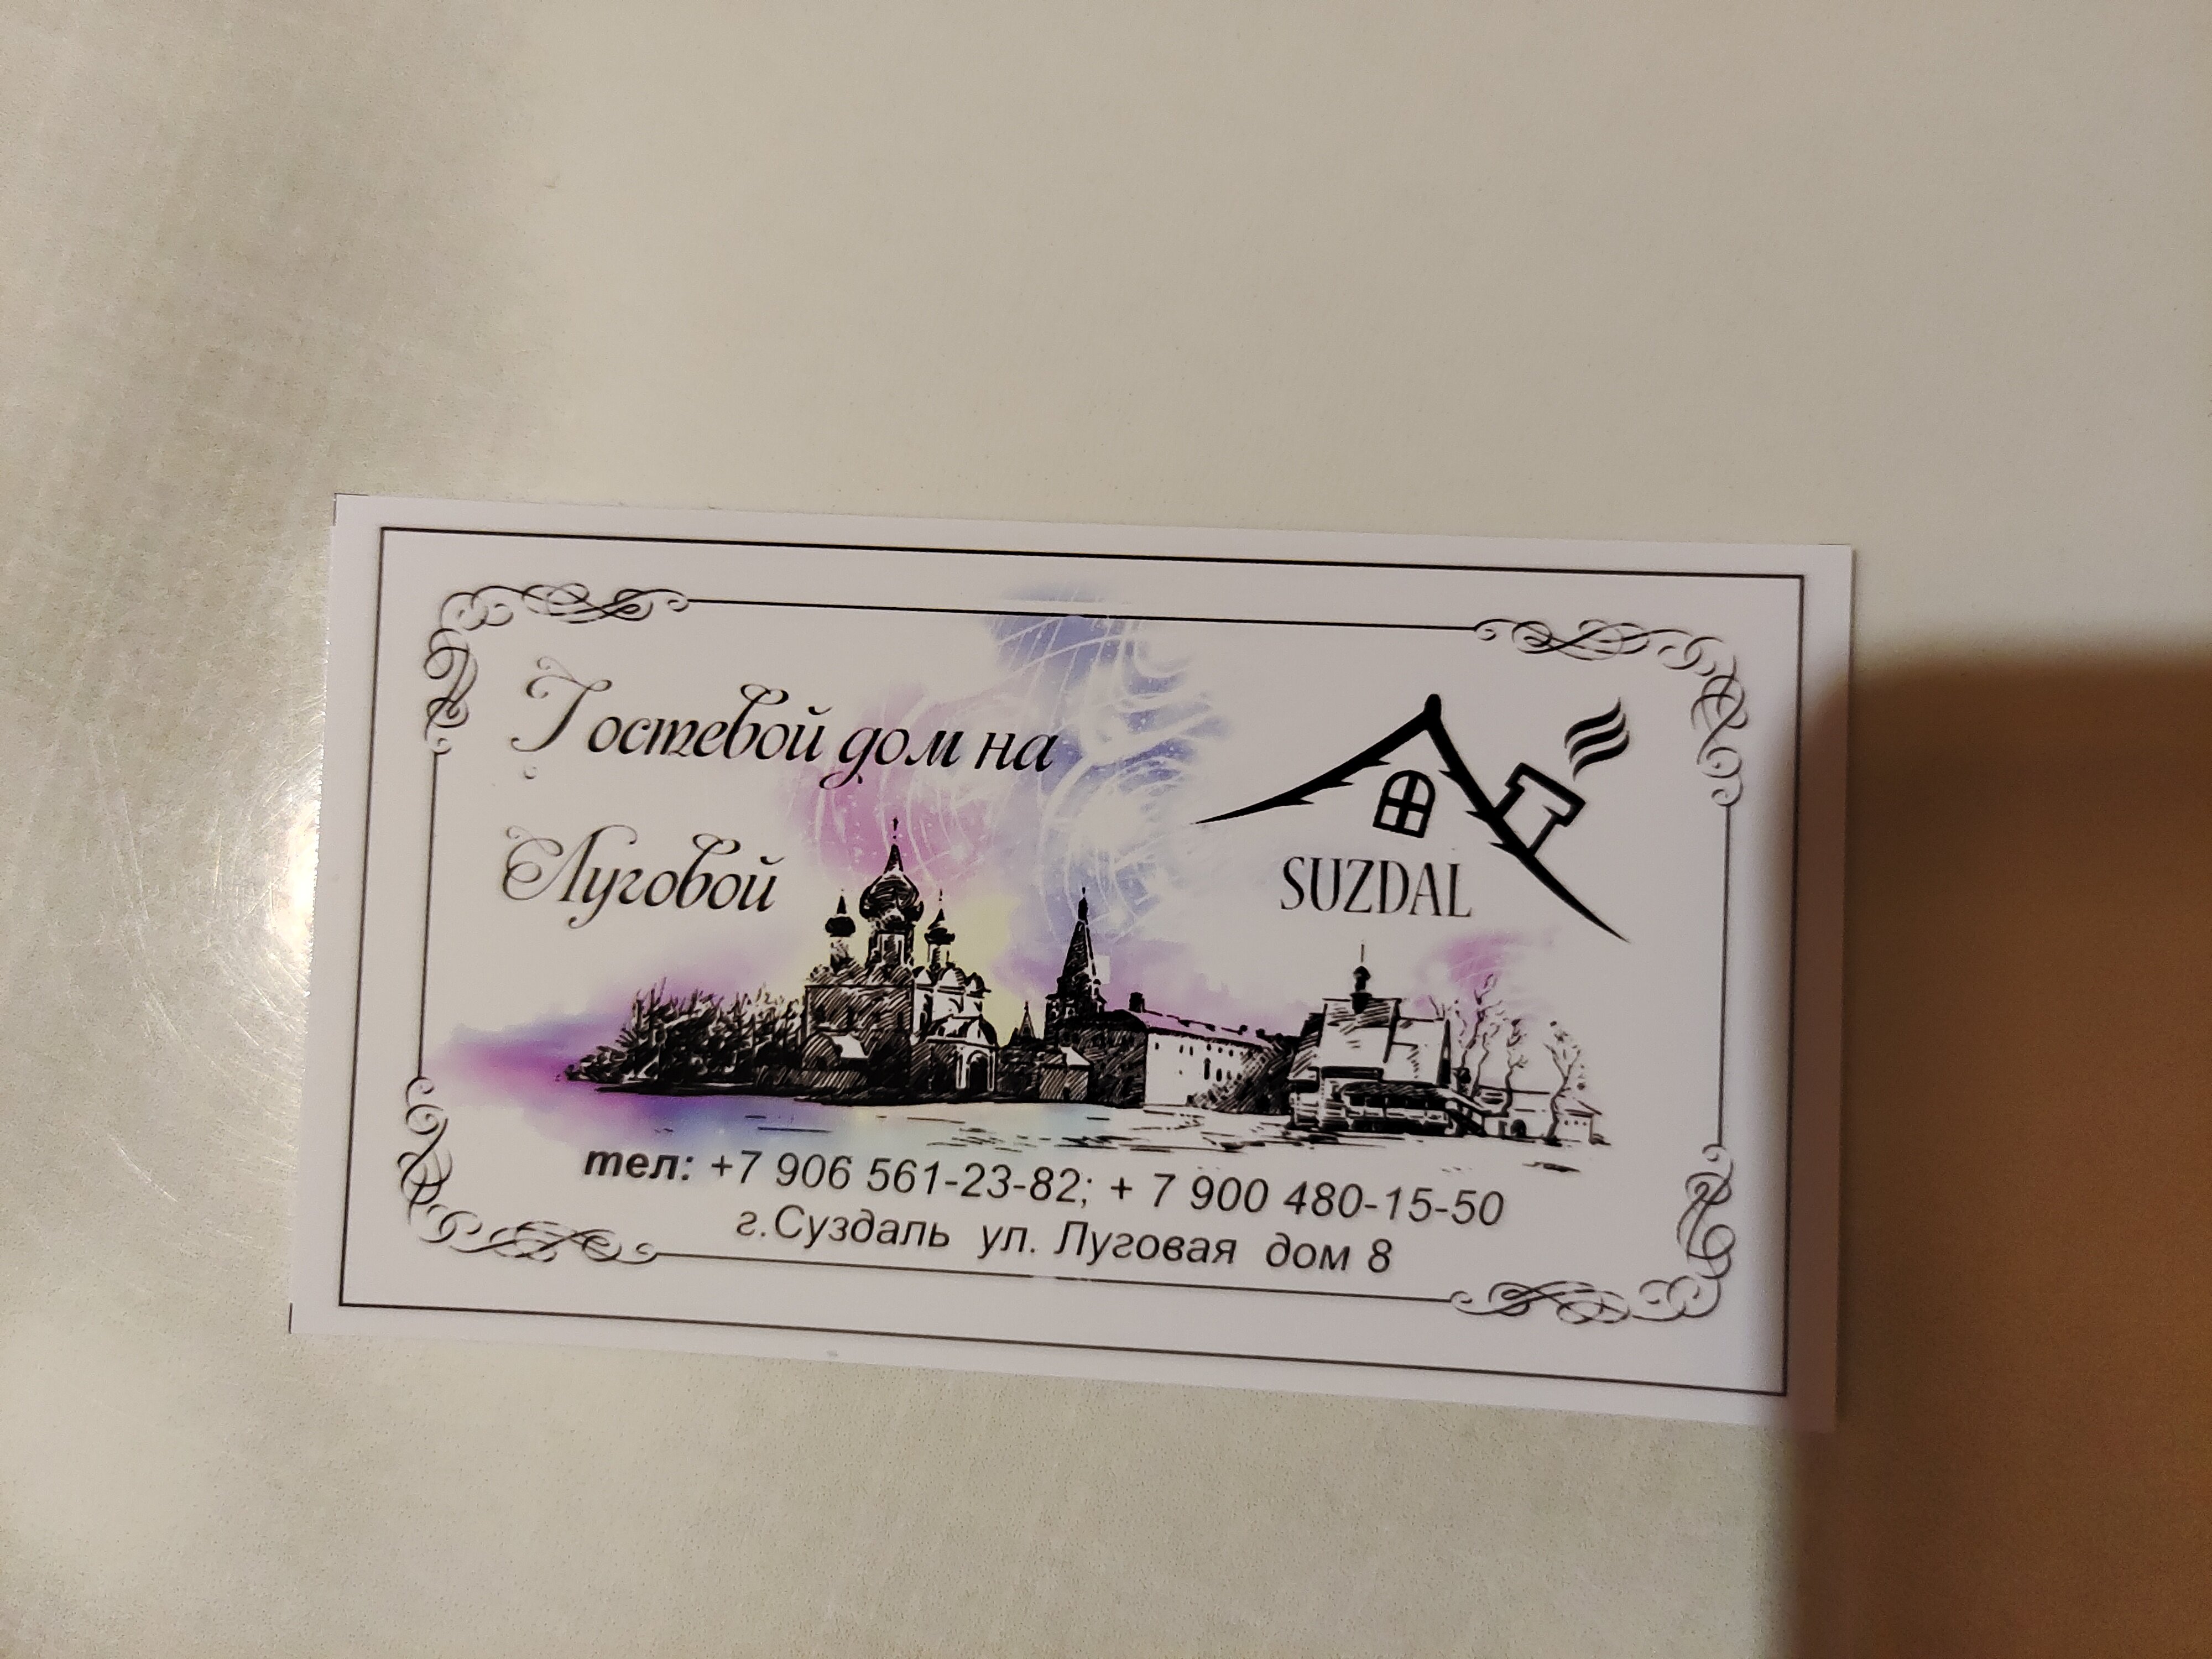 Гостевой дом на
Луговой
SUZDAL
тел: +7 906 561-23-82; + 7 900 480-15-50
г.Суздаль ул. Луговая дом 8